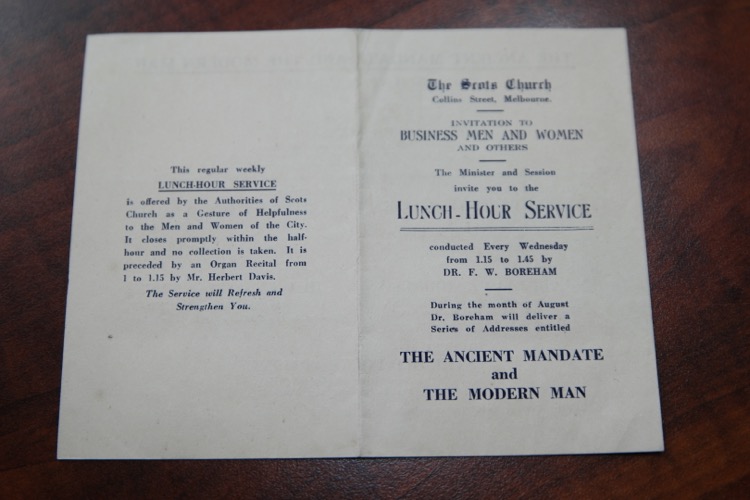 This regular weekly
LUNCH-HOUR SERVICE
is offered by the Authorities of Scots
Church as a Gesture of Helpfulness
to the Men and Women of the City.
It closes promptly within the half-
hour and no collection is taken. It is
preceded by an Organ Recital from
1 to 1.15 by Mr. Herbert Davis.
The Service will Refresh and
Strengthen You.
The Scots Church
Collins Street, Melbourne.
INVITATION TO
BUSINESS MEN AND WOMEN
AND OTHERS
The Minister and Session
invite you to the
LUNCH-HOUR SERVICE
conducted Every Wednesday
from 1.15 to 1.45 by
DR. F. W. BOREHAM
During the month of August
Dr. Boreham will deliver a
Series of Addresses entitled
THE ANCIENT MANDATE
and
THE MODERN MAN